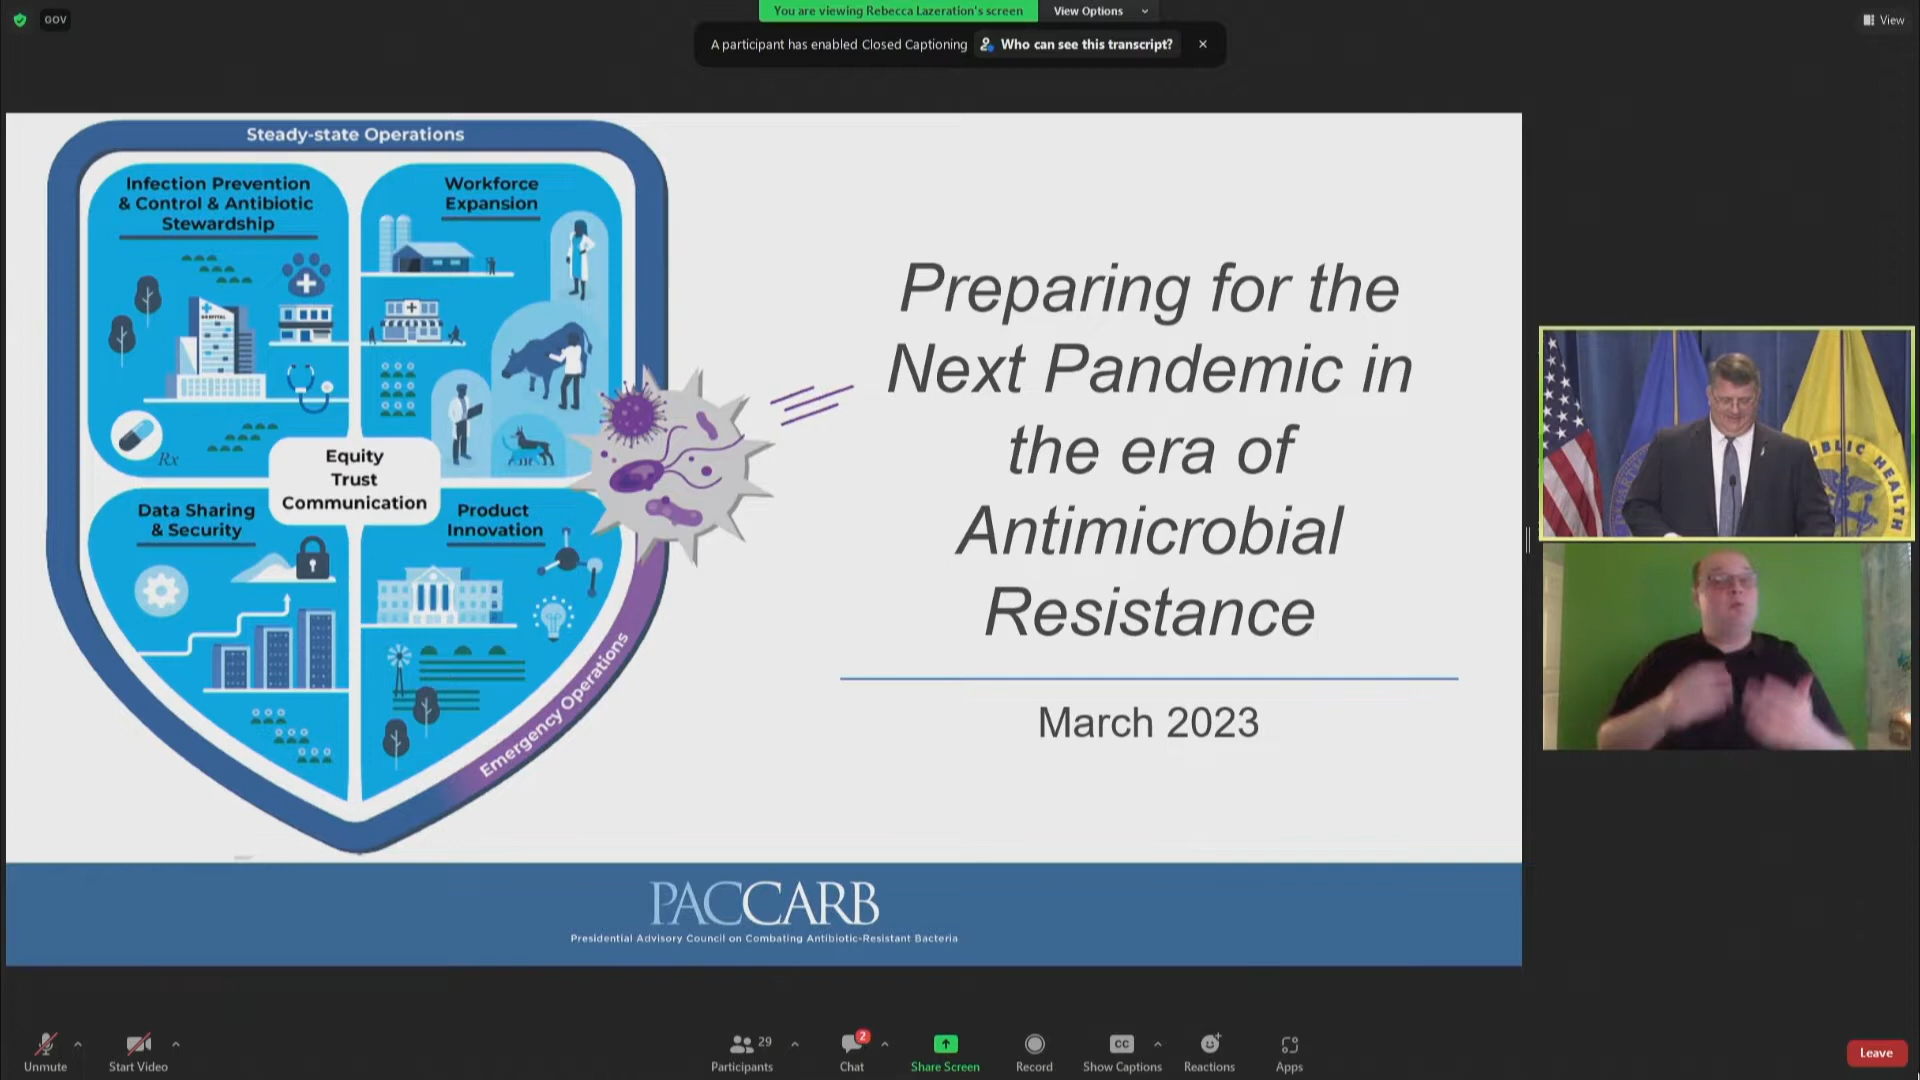 GOV
You are viewing Rebecca Lazeration's screen
View Options
View
A participant has enabled Closed Captioning
Who can see this transcript?
Steady-state Operations
Infection Prevention
& Control & Antibiotic
Stewardship
Workforce
Expansion
HOSPITAL
Rx
Equity
Trust
Communication
Data Sharing
& Security
Product
Innovation
Emergency Operations
Preparing for the
Next Pandemic in
the era of
Antimicrobial
Resistance
March 2023
PUBLIC HEALTH
PACCARB
Presidential Advisory Council on Combating Antibiotic-Resistant Bacteria
Unmute
Start Video
29
Participants
2
Chat
Share Screen
Record
CC
Show Captions
Reactions
Apps
Leave